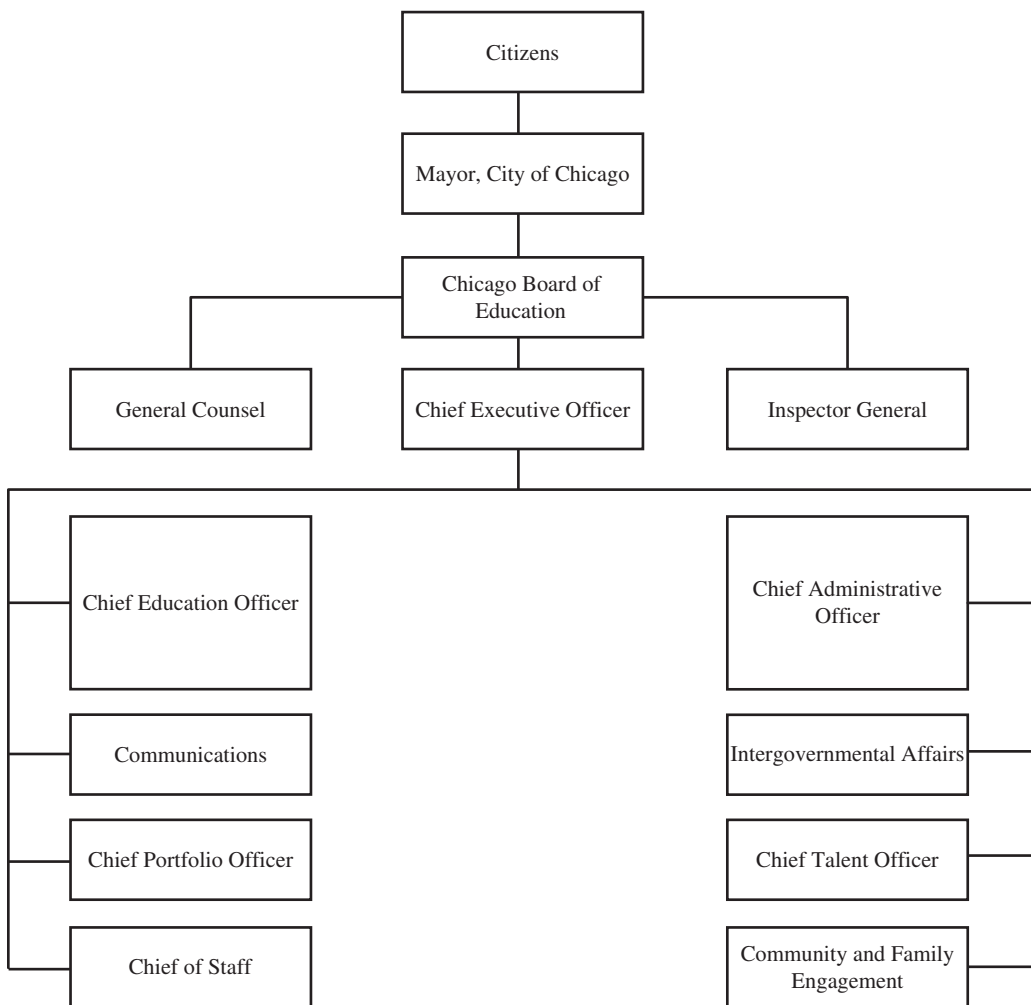 Citizens
Mayor, City of Chicago
Chicago Board of
Education
General Counsel
Chief Executive Officer
Inspector General
Chief Education Officer
Chief Administrative
Officer
Communications
Intergovernmental Affairs
Chief Portfolio Officer
Chief Talent Officer
Chief of Staff
Community and Family
Engagement